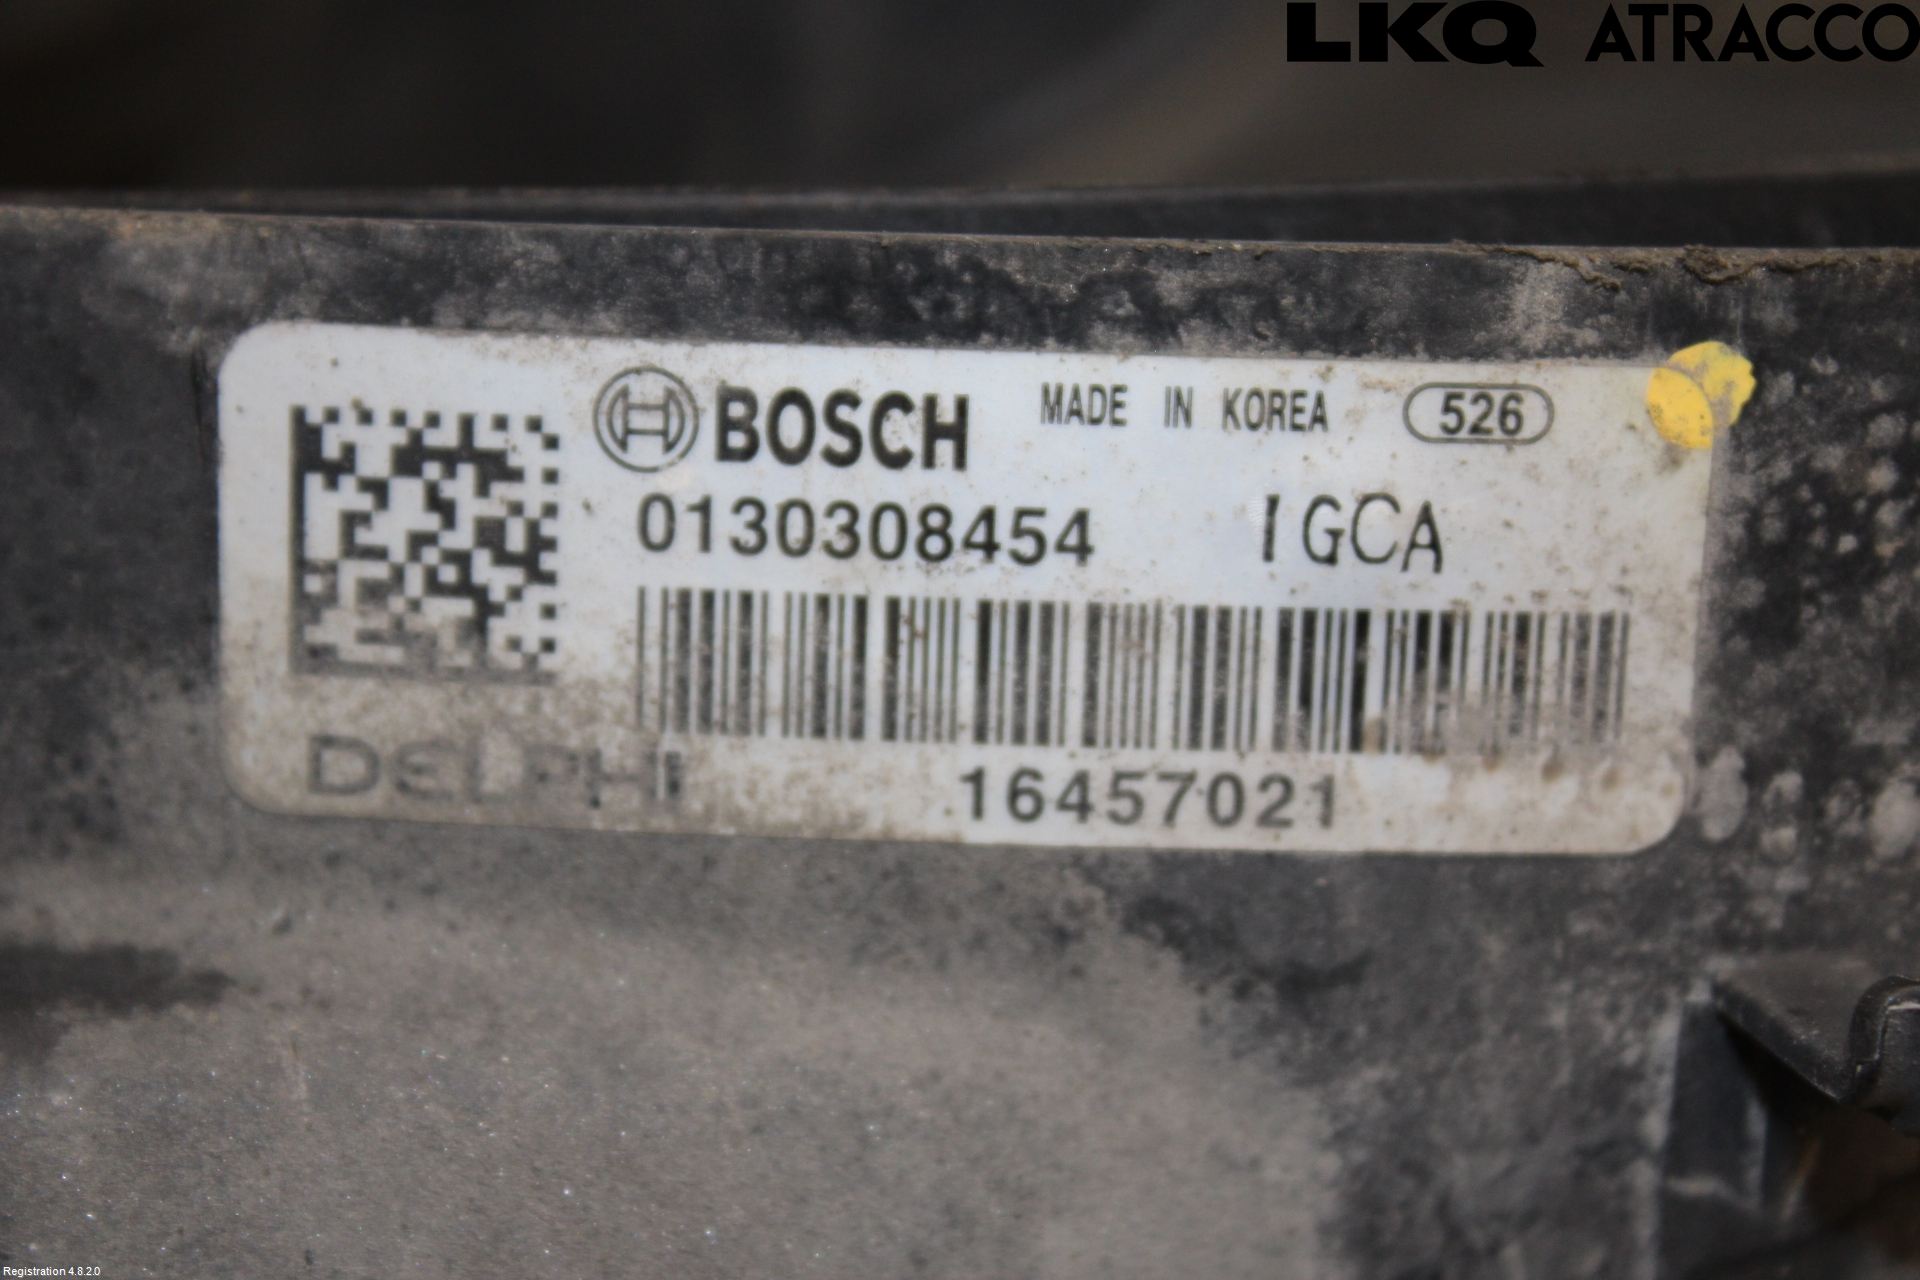 LKQ ATRACCO
BOSCH MADE IN KOREA 526
0130308454 IGCA
DELPHI 16457021
Registration 4.8.2.0